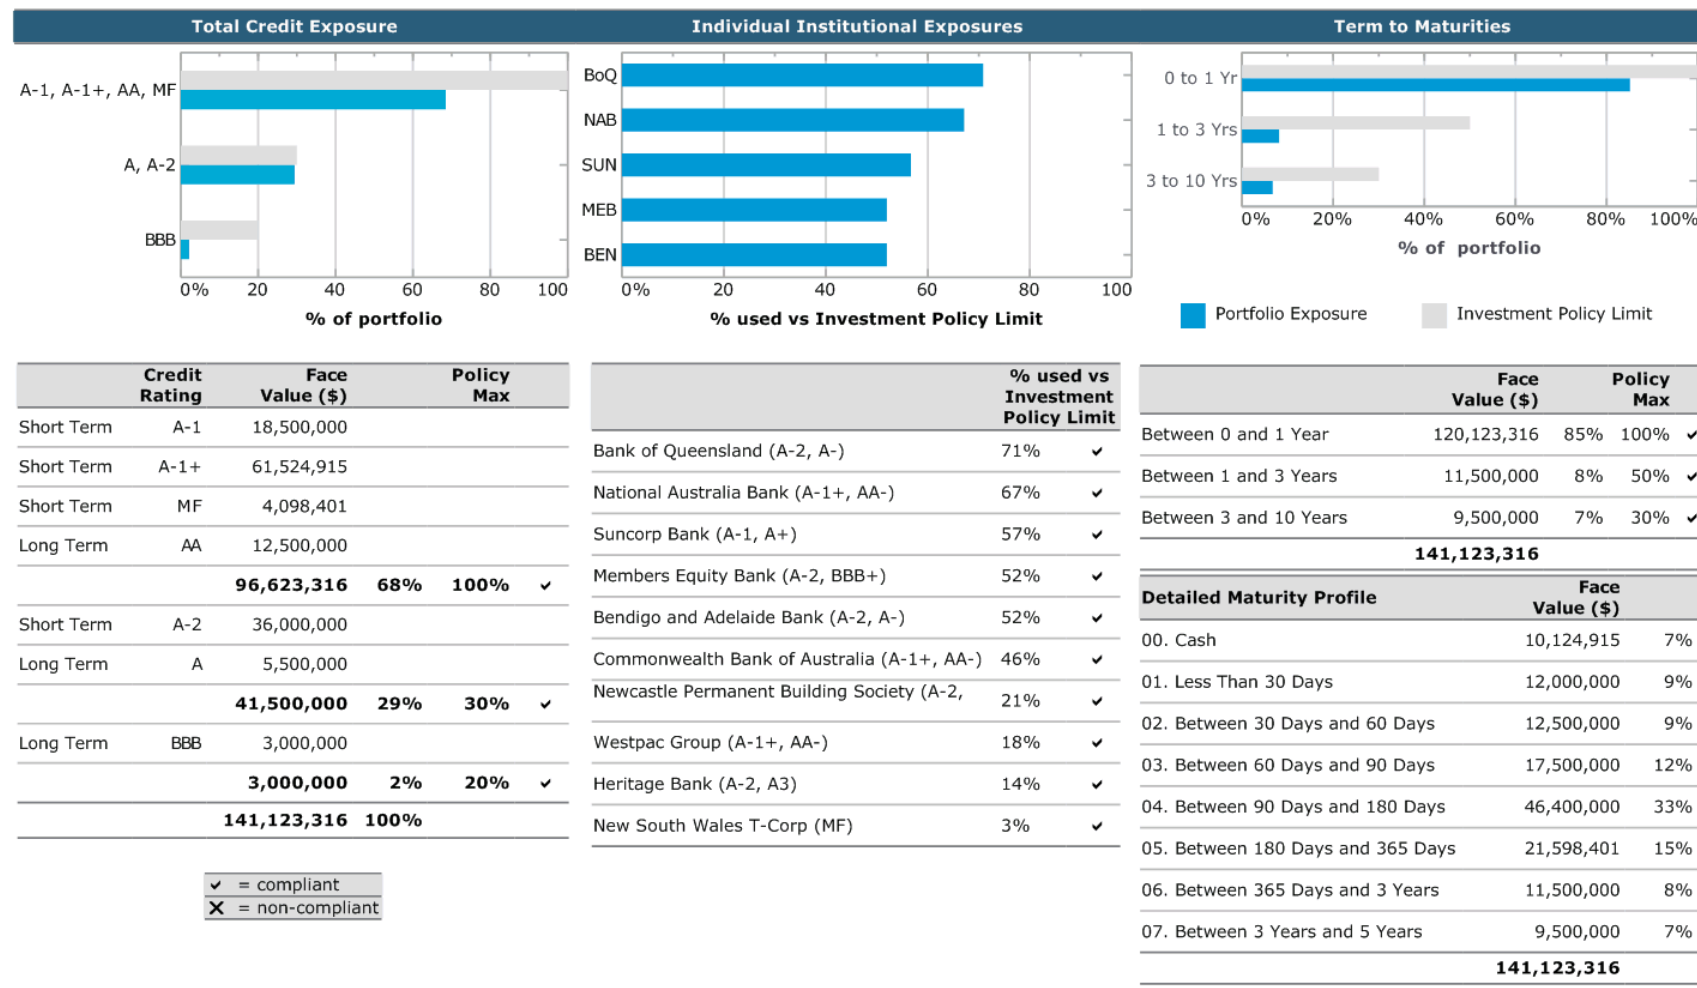 Total Credit Exposure
A-1, A-1+, AA, MF
A, A-2
BBB
0% 20 40 60 80 100
% of portfolio
Credit Rating Face Value ($) Policy Max
Short Term A-1 18,500,000
Short Term A-1+ 61,524,915
Short Term MF 4,098,401
Long Term AA 12,500,000
96,623,316 68% 100% ✔
Short Term A-2 36,000,000
Long Term A 5,500,000
41,500,000 29% 30% ✔
Long Term BBB 3,000,000
3,000,000 2% 20% ✔
141,123,316 100%
✔ = compliant
✗ = non-compliant
Individual Institutional Exposures
BoQ
NAB
SUN
MEB
BEN
0% 20 40 60 80 100
% used vs Investment Policy Limit
% used vs
Investment
Policy Limit
Bank of Queensland (A-2, A-) 71% ✔
National Australia Bank (A-1+, AA-) 67% ✔
Suncorp Bank (A-1, A+) 57% ✔
Members Equity Bank (A-2, BBB+) 52% ✔
Bendigo and Adelaide Bank (A-2, A-) 52% ✔
Commonwealth Bank of Australia (A-1+, AA-) 46% ✔
Newcastle Permanent Building Society (A-2, 21% ✔
Westpac Group (A-1+, AA-) 18% ✔
Heritage Bank (A-2, A3) 14% ✔
New South Wales T-Corp (MF) 3% ✔
Term to Maturities
0 to 1 Yr
1 to 3 Yrs
3 to 10 Yrs
0% 20% 40% 60% 80% 100%
% of portfolio
Portfolio Exposure Investment Policy Limit
Face Value ($) Policy Max
Between 0 and 1 Year 120,123,316 85% 100% ✔
Between 1 and 3 Years 11,500,000 8% 50% ✔
Between 3 and 10 Years 9,500,000 7% 30% ✔
141,123,316
Detailed Maturity Profile Face Value ($)
00. Cash 10,124,915 7%
01. Less Than 30 Days 12,000,000 9%
02. Between 30 Days and 60 Days 12,500,000 9%
03. Between 60 Days and 90 Days 17,500,000 12%
04. Between 90 Days and 180 Days 46,400,000 33%
05. Between 180 Days and 365 Days 21,598,401 15%
06. Between 365 Days and 3 Years 11,500,000 8%
07. Between 3 Years and 5 Years 9,500,000 7%
141,123,316